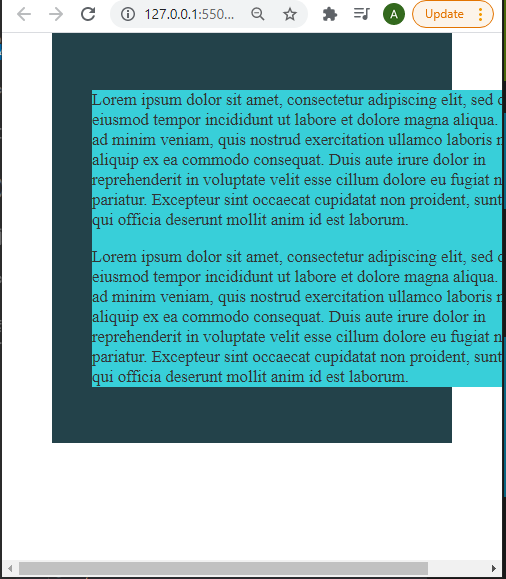 127.0.0.1:550...
A
Update
Lorem ipsum dolor sit amet, consectetur adipiscing elit, sed
eiusmod tempor incididunt ut labore et dolore magna aliqua.
ad minim veniam, quis nostrud exercitation ullamco laboris
aliquip ex ea commodo consequat. Duis aute irure dolor in
reprehenderit in voluptate velit esse cillum dolore eu fugiat
pariatur. Excepteur sint occaecat cupidatat non proident, sunt
qui officia deserunt mollit anim id est laborum.
Lorem ipsum dolor sit amet, consectetur adipiscing elit, sed
eiusmod tempor incididunt ut labore et dolore magna aliqua.
ad minim veniam, quis nostrud exercitation ullamco laboris
aliquip ex ea commodo consequat. Duis aute irure dolor in
reprehenderit in voluptate velit esse cillum dolore eu fugiat
pariatur. Excepteur sint occaecat cupidatat non proident, sunt
qui officia deserunt mollit anim id est laborum.